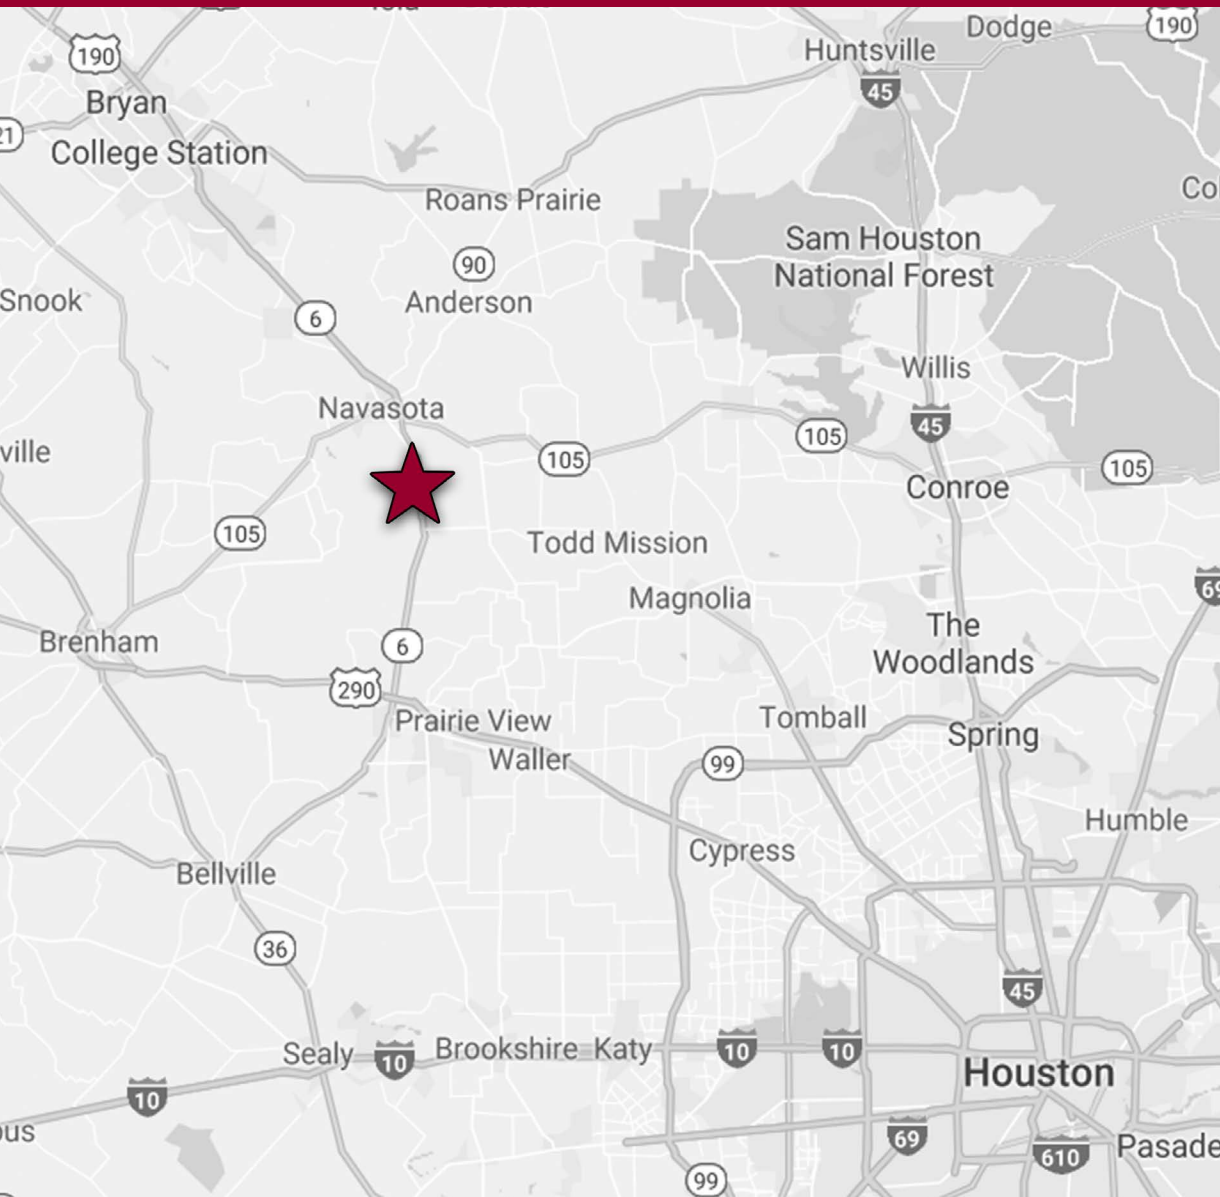 Dodge
190
Huntsville
190
45
Bryan
21
College Station
Roans Prairie
Sam Houston
National Forest
90
Anderson
Snook
6
Willis
Navasota
45
105
105
105
Conroe
105
Todd Mission
Magnolia
69
The
Woodlands
Brenham
6
290
Prairie View
Tomball
Spring
Waller
99
Humble
Cypress
Bellville
36
45
Sealy
10
Brookshire
Katy
10
10
Houston
10
69
610
99